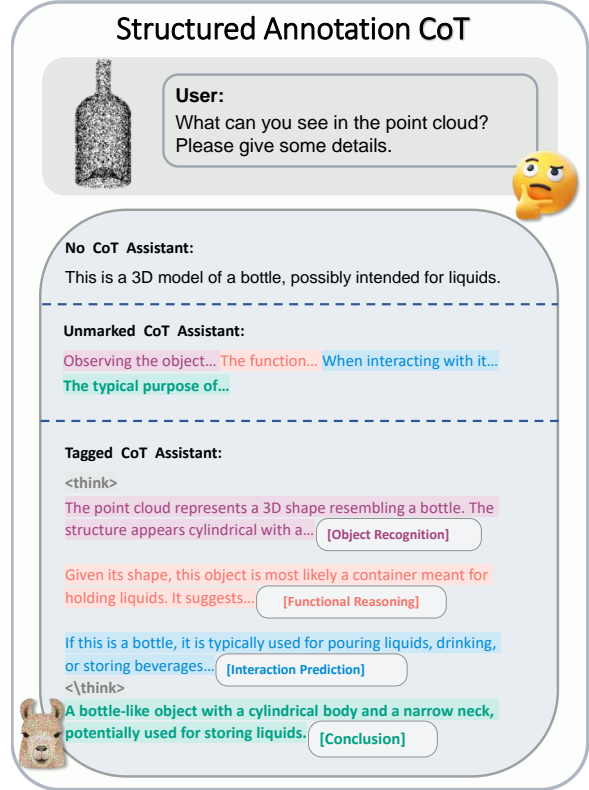 Structured Annotation CoT
User:
What can you see in the point cloud?
Please give some details.
No CoT Assistant:
This is a 3D model of a bottle, possibly intended for liquids.
Unmarked CoT Assistant:
Observing the object... The function... When interacting with it...
The typical purpose of...
Tagged CoT Assistant:
<think>
The point cloud represents a 3D shape resembling a bottle. The
structure appears cylindrical with a... [Object Recognition]
Given its shape, this object is most likely a container meant for
holding liquids. It suggests... [Functional Reasoning]
If this is a bottle, it is typically used for pouring liquids, drinking,
or storing beverages... [Interaction Prediction]
<\think>
A bottle-like object with a cylindrical body and a narrow neck,
potentially used for storing liquids. [Conclusion]